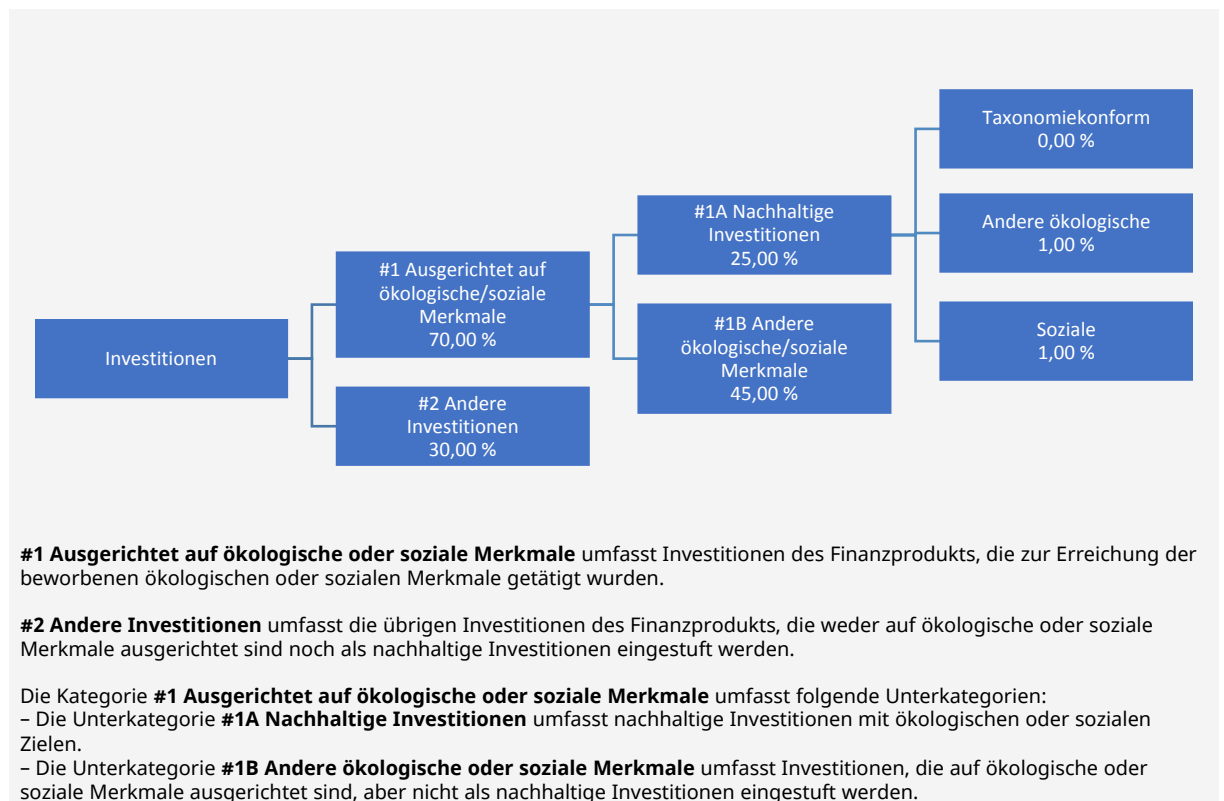 Investitionen
#1 Ausgerichtet auf
ökologische/soziale
Merkmale
70,00 %
#2 Andere
Investitionen
30,00 %
#1A Nachhaltige
Investitionen
25,00 %
#1B Andere
ökologische/soziale
Merkmale
45,00 %
Taxonomiekonform
0,00 %
Andere ökologische
1,00 %
Soziale
1,00 %
#1 Ausgerichtet auf ökologische oder soziale Merkmale umfasst Investitionen des Finanzprodukts, die zur Erreichung der
beworbenen ökologischen oder sozialen Merkmale getätigt wurden.
#2 Andere Investitionen umfasst die übrigen Investitionen des Finanzprodukts, die weder auf ökologische oder soziale
Merkmale ausgerichtet sind noch als nachhaltige Investitionen eingestuft werden.
Die Kategorie #1 Ausgerichtet auf ökologische oder soziale Merkmale umfasst folgende Unterkategorien:
– Die Unterkategorie #1A Nachhaltige Investitionen umfasst nachhaltige Investitionen mit ökologischen oder sozialen
Zielen.
– Die Unterkategorie #1B Andere ökologische oder soziale Merkmale umfasst Investitionen, die auf ökologische oder
soziale Merkmale ausgerichtet sind, aber nicht als nachhaltige Investitionen eingestuft werden.